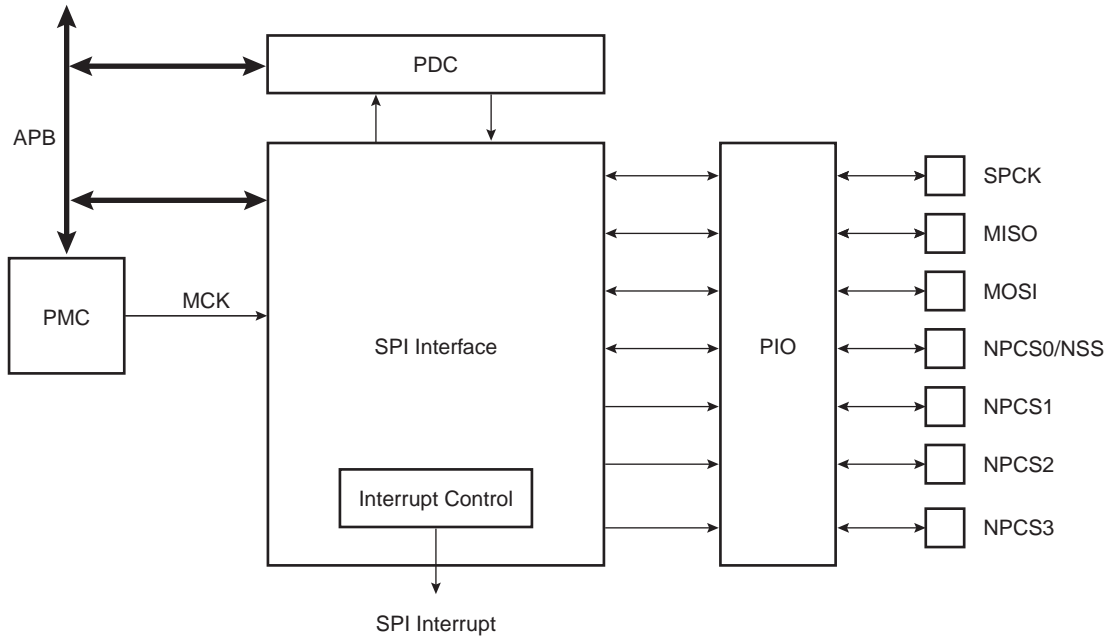 PDC
APB
SPCK
MISO
MCK
MOSI
PMC
SPI Interface
PIO
NPCS0/NSS
NPCS1
NPCS2
Interrupt Control
NPCS3
SPI Interrupt